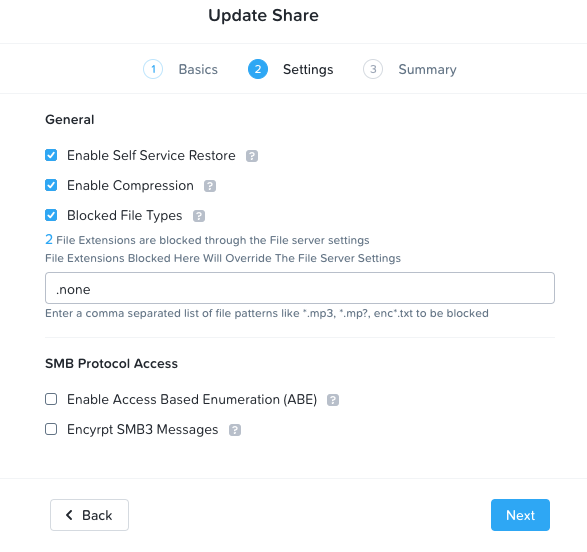 Update Share
1 Basics 2 Settings 3 Summary
General
Enable Self Service Restore ?
Enable Compression ?
Blocked File Types ?
2 File Extensions are blocked through the File server settings
File Extensions Blocked Here Will Override The File Server Settings
.none
Enter a comma separated list of file patterns like *.mp3, *.mp?, enc*.txt to be blocked
SMB Protocol Access
Enable Access Based Enumeration (ABE) ?
Encyrpt SMB3 Messages ?
Back Next